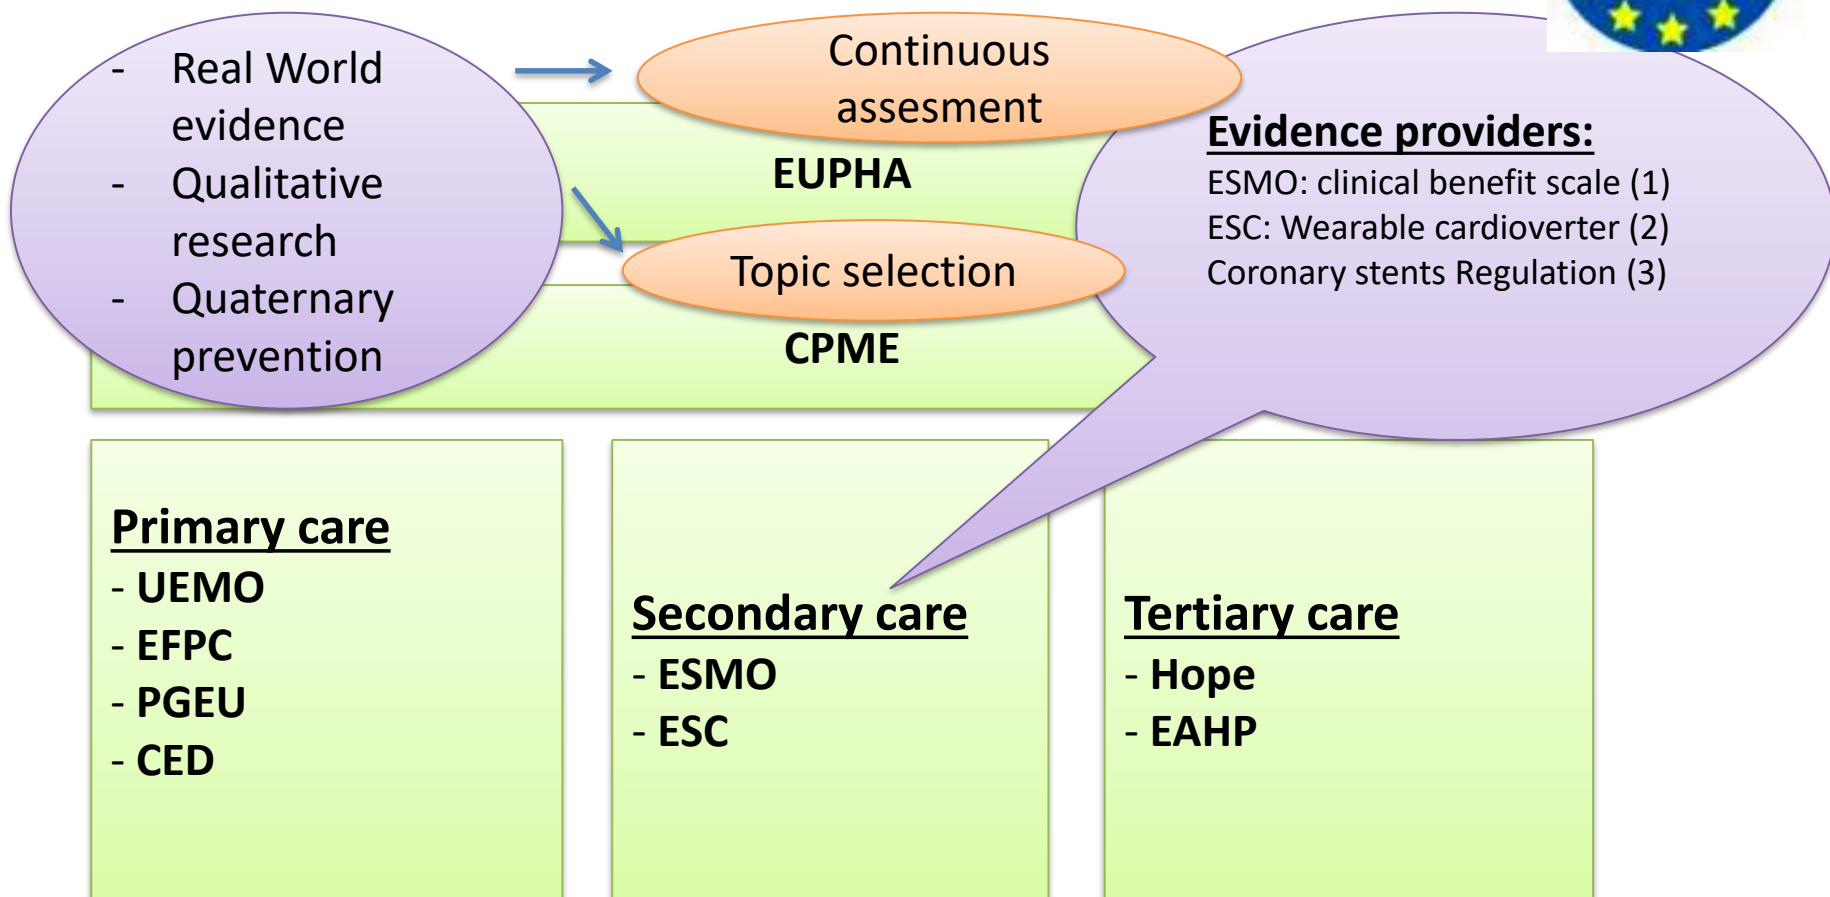 - Real World
evidence
- Qualitative
research
- Quaternary
prevention
Continuous
assesment
EUPHA
Topic selection
CPME
Evidence providers:
ESMO: clinical benefit scale (1)
ESC: Wearable cardioverter (2)
Coronary stents Regulation (3)
Primary care
- UEMO
- EFPC
- PGEU
- CED
Secondary care
- ESMO
- ESC
Tertiary care
- Hope
- EAHP